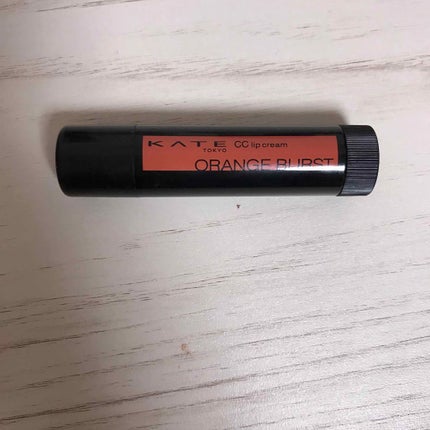 KATE CC lip cream
TOKYO
ORANGE BURST